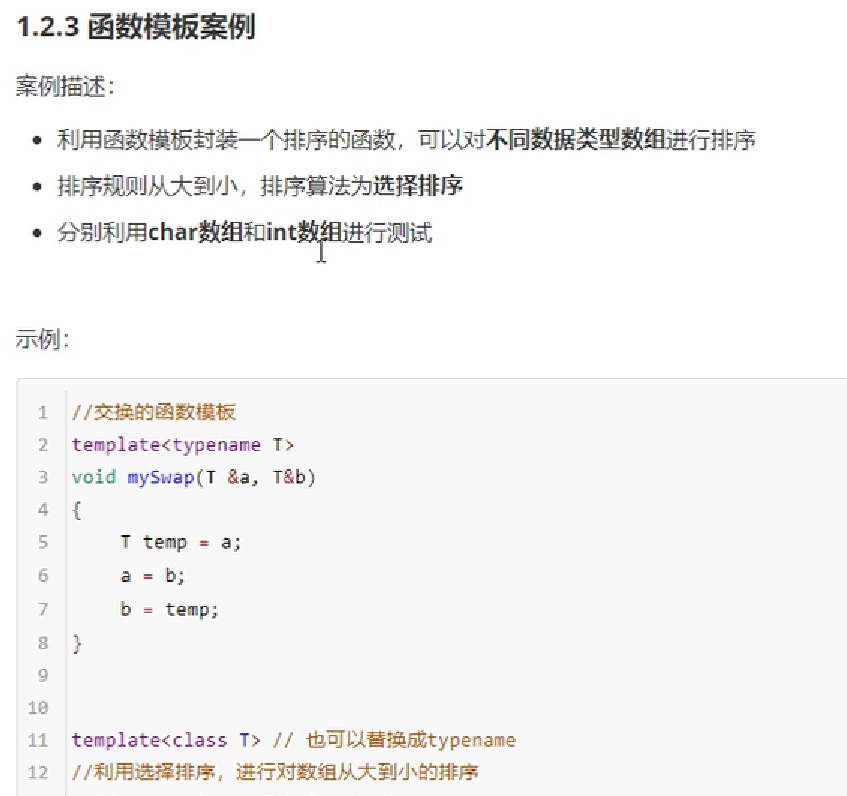 1.2.3 函数模板案例
案例描述：
利用函数模板封装一个排序的函数，可以对不同数据类型数组进行排序
排序规则从大到小，排序算法为选择排序
分别利用char数组和int数组进行测试
示例：
1 //交换的函数模板
2 template<typename T>
3 void mySwap(T &a, T&b)
4 {
5 T temp = a;
6 a = b;
7 b = temp;
8 }
9
10
11 template<class T> // 也可以替换成typename
12 //利用选择排序，进行对数组从大到小的排序